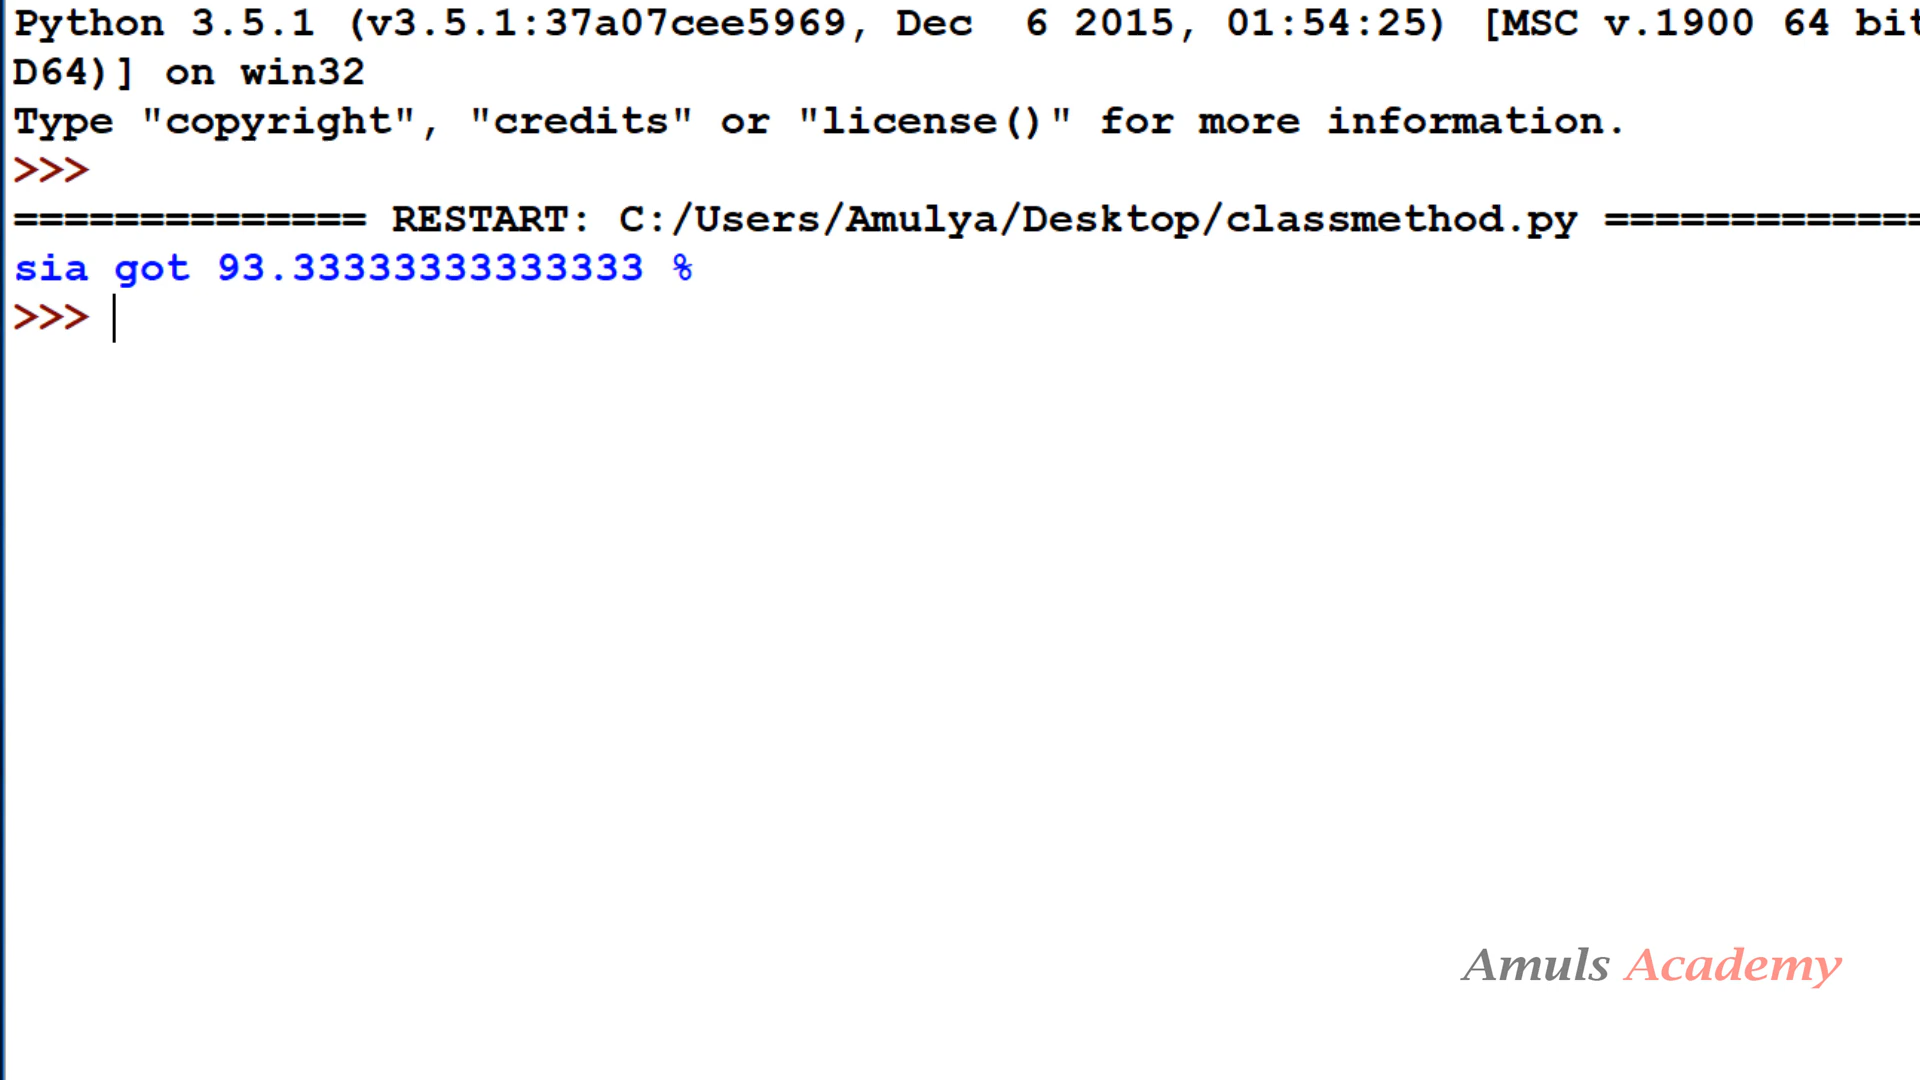 Python 3.5.1 (v3.5.1:37a07cee5969, Dec  6 2015, 01:54:25) [MSC v.1900 64 bit
D64)] on win32
Type "copyright", "credits" or "license()" for more information.
>>>
============== RESTART: C:/Users/Amulya/Desktop/classmethod.py =============
sia got 93.33333333333333 %
>>>
Amuls Academy